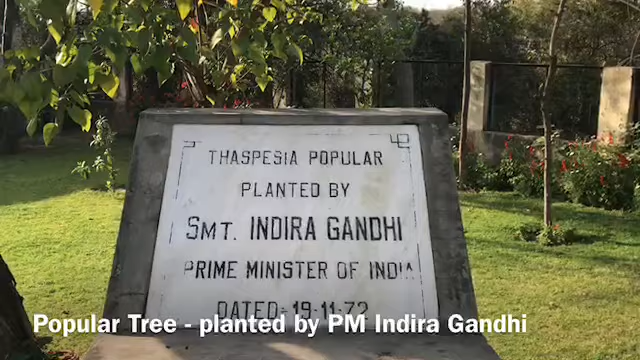 THASPESIA POPULAR
PLANTED BY
SMT. INDIRA GANDHI
PRIME MINISTER OF INDIA
DATED-19-11-72
Popular Tree - planted by PM Indira Gandhi